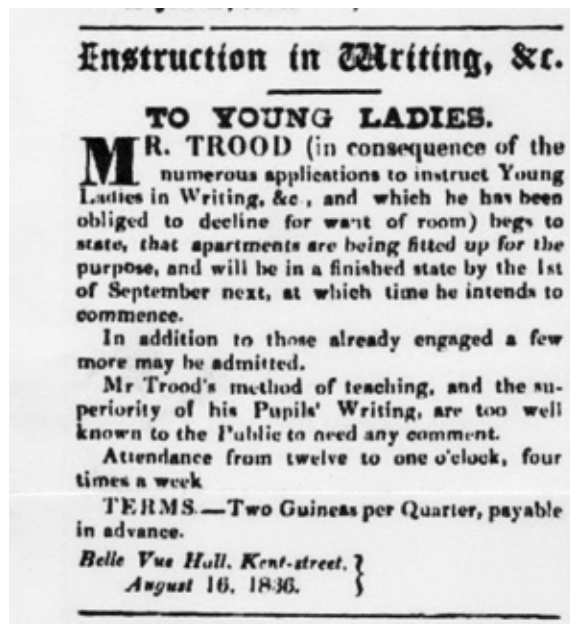 Instruction in Writing, &c.
TO YOUNG LADIES.
MR. TROOD (in consequence of the
numerous applications to instruct Young
Ladies in Writing, &c, and which he has been
obliged to decline for want of room) begs to
state, that apartments are being fitted up for the
purpose, and will be in a finished state by the 1st
of September next, at which time he intends to
commence.
In addition to those already engaged a few
more may be admitted.
Mr Trood's method of teaching, and the su-
periority of his Pupils' Writing, are too well
known to the Public to need any comment.
Attendance from twelve to one o'clock, four
times a week
TERMS.—Two Guineas per Quarter, payable
in advance.
Belle Vue Hall, Kent-street, }
August 16, 1836. }